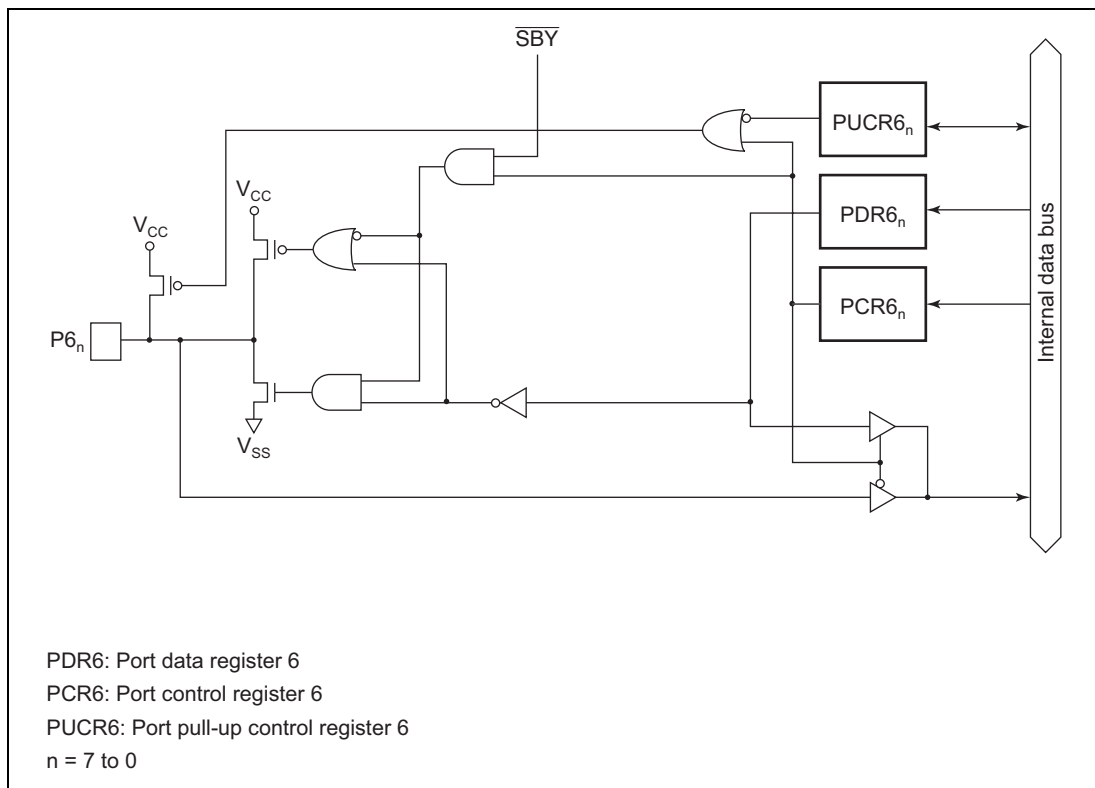 SBY
PUCR6n
VCC
PDR6n
VCC
PCR6n
P6n
VSS
Internal data bus
PDR6: Port data register 6
PCR6: Port control register 6
PUCR6: Port pull-up control register 6
n = 7 to 0